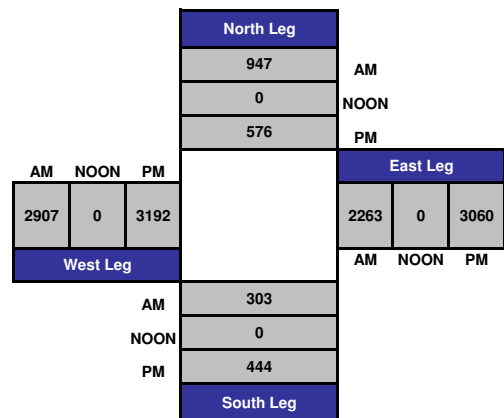 North Leg
947
AM
0
NOON
576
PM
AM NOON PM
East Leg
2907 0 3192
2263 0 3060
West Leg
AM NOON PM
303
AM
0
NOON
444
PM
South Leg